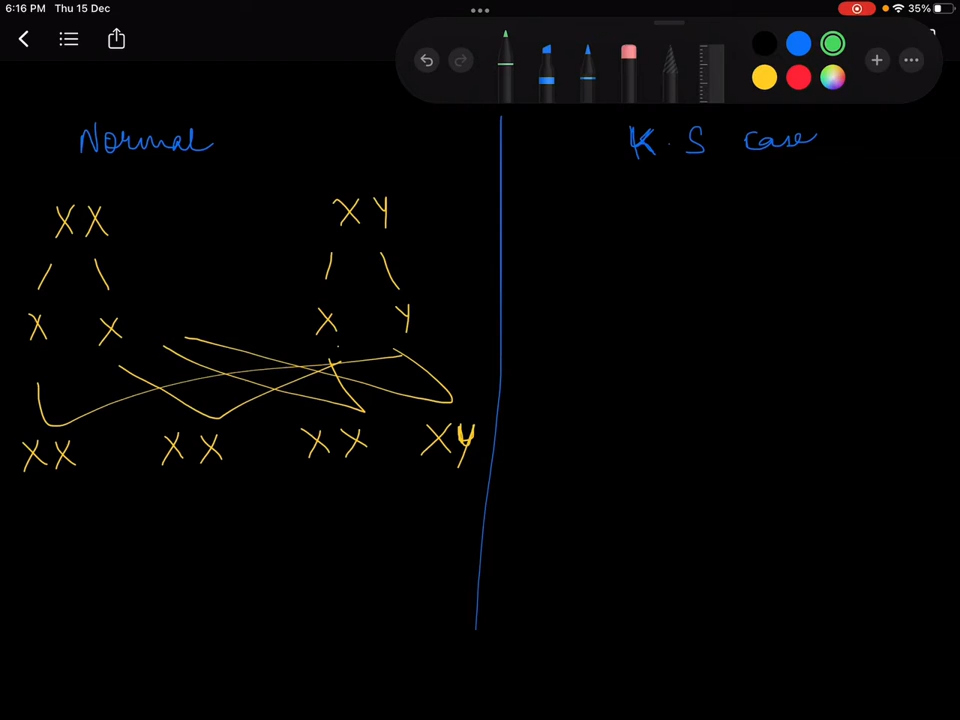 6:16 PM Thu 15 Dec 35%
Normal K.S case
XX XY
X X X Y
XX XX XX XY